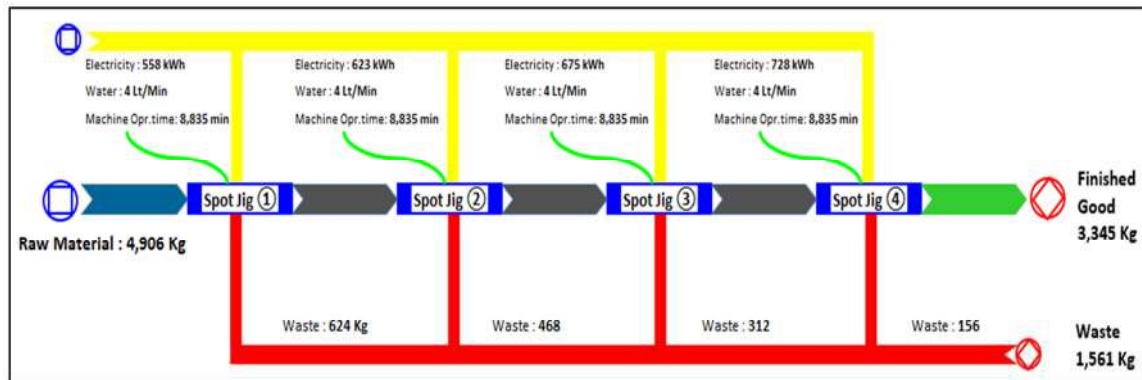 Electricity : 558 kWh
Water : 4 Lt/Min
Machine Opr.time: 8,835 min
Electricity : 623 kWh
Water : 4 Lt/Min
Machine Opr.time: 8,835 min
Electricity : 675 kWh
Water : 4 Lt/Min
Machine Opr.time: 8,835 min
Electricity : 728 kWh
Water : 4 Lt/Min
Machine Opr.time: 8,835 min
Spot Jig ①
Spot Jig ②
Spot Jig ③
Spot Jig ④
Raw Material : 4,906 Kg
Finished
Good
3,345 Kg
Waste : 624 Kg
Waste : 468
Waste : 312
Waste : 156
Waste
1,561 Kg